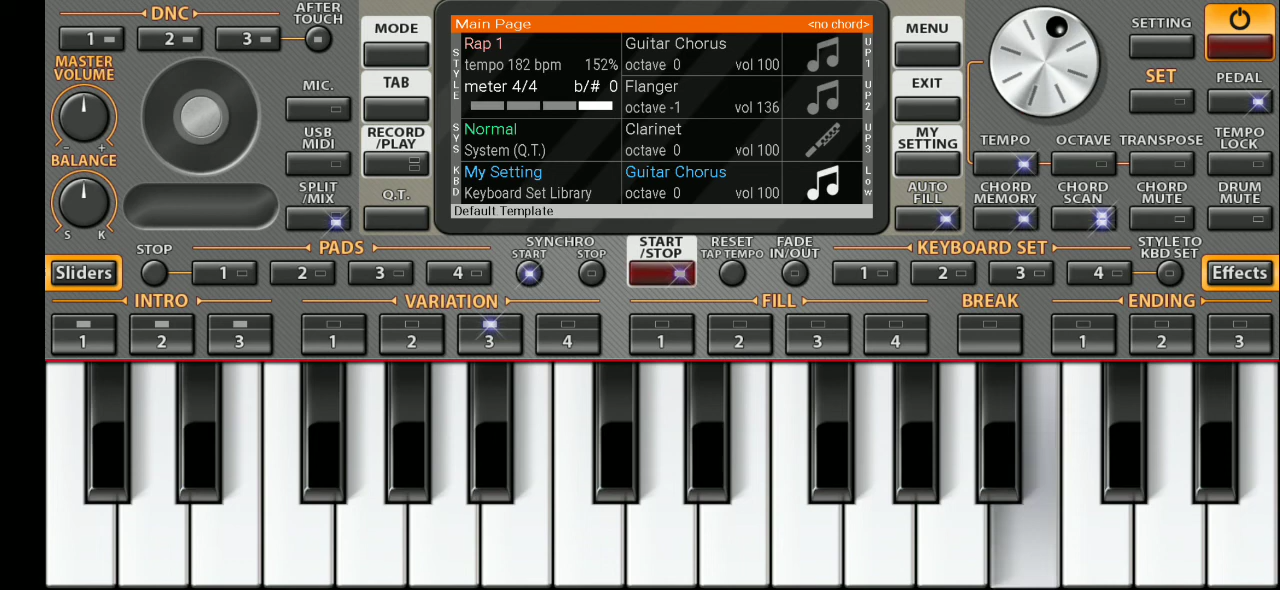 DNC
AFTER
TOUCH
1
2
3
MASTER
VOLUME
- +
BALANCE
S K
MIC.
USB
MIDI
SPLIT
/MIX
MODE
TAB
RECORD
/PLAY
Q.T.
Main Page <no chord>
STYLE
Rap 1
tempo 182 bpm 152%
meter 4/4 b/# 0
SYS
Normal
System (Q.T.)
KBD
My Setting
Keyboard Set Library
Guitar Chorus
octave 0 vol 100
UP1
Flanger
octave -1 vol 136
UP2
Clarinet
octave 0 vol 100
UP3
Guitar Chorus
octave 0 vol 100
Low
Default Template
MENU
EXIT
MY
SETTING
AUTO
FILL
SETTING
SET
PEDAL
TEMPO
OCTAVE
TRANSPOSE
TEMPO
LOCK
CHORD
MEMORY
CHORD
SCAN
CHORD
MUTE
DRUM
MUTE
Sliders
STOP
PADS
1
2
3
4
SYNCHRO
START STOP
START
/STOP
RESET
TAP TEMPO
FADE
IN/OUT
KEYBOARD SET
1
2
3
4
STYLE TO
KBD SET
Effects
INTRO
1
2
3
VARIATION
1
2
3
4
FILL
1
2
3
4
BREAK
ENDING
1
2
3